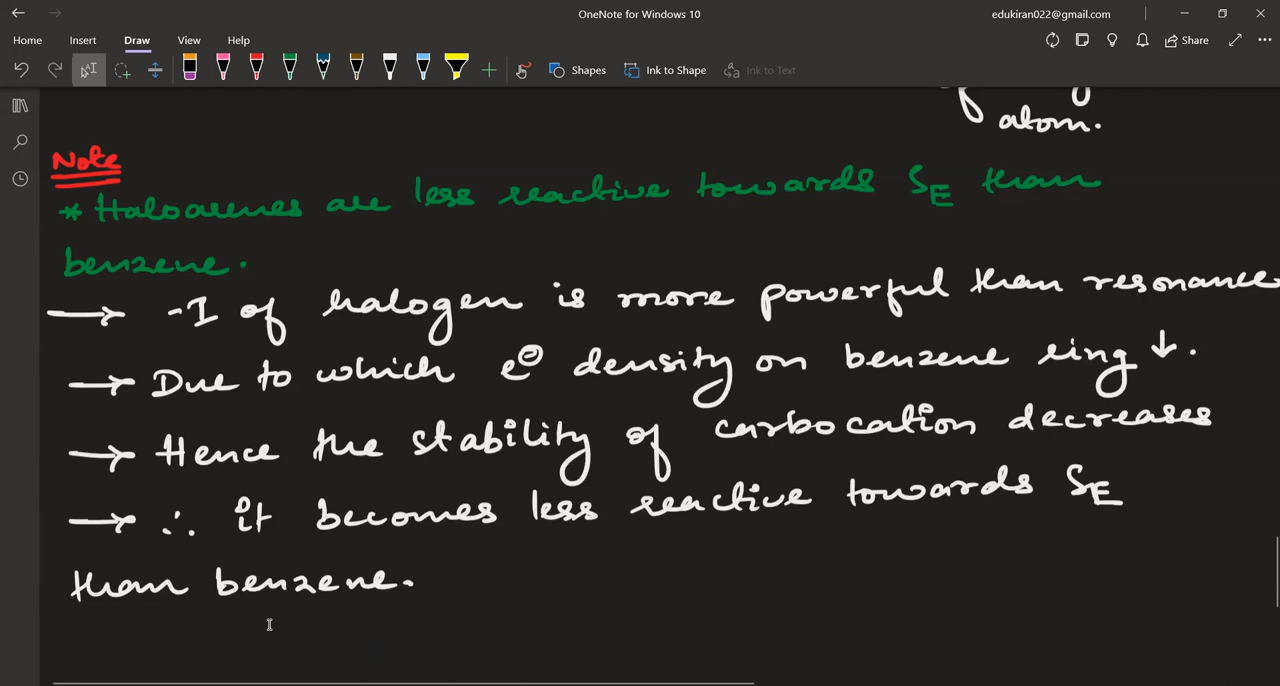 OneNote for Windows 10
edukiran022@gmail.com
Home Insert Draw View Help
Share
Shapes
Ink to Shape
Ink to Text
atom.
Note
* Haloarenes are less reactive towards SE than
benzene.
→ -I of halogen is more powerful than resonance
→ Due to which e⊖ density on benzene ring ↓.
→ Hence the stability of carbocation decreases
→ ∴ it becomes less reactive towards SE
than benzene.